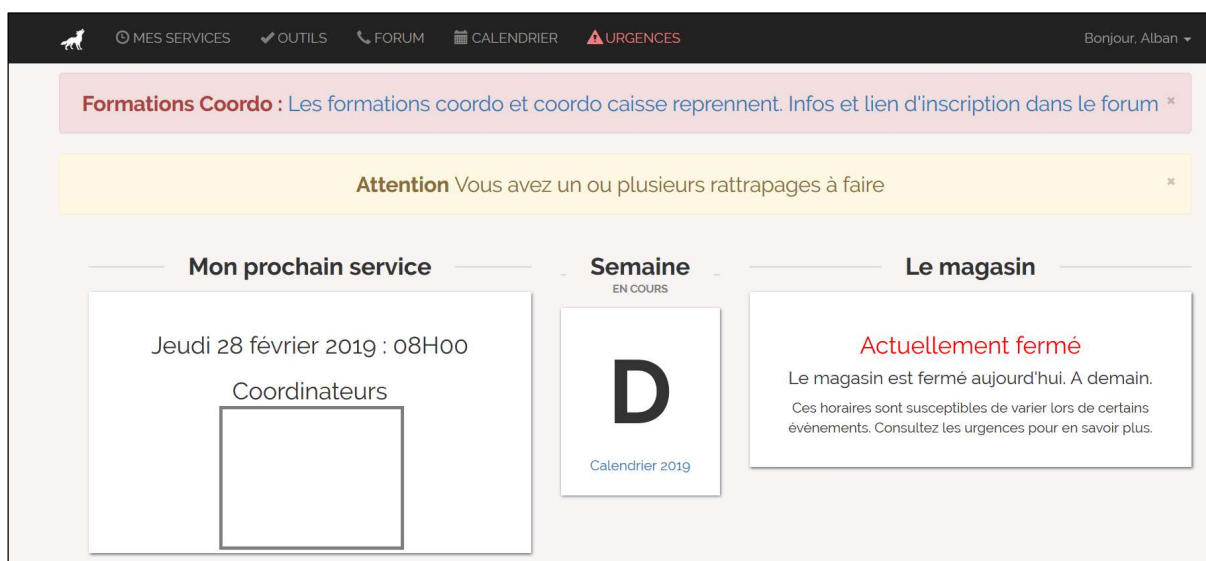 MES SERVICES OUTILS FORUM CALENDRIER URGENCES Bonjour, Alban
Formations Coordo : Les formations coordo et coordo caisse reprennent. Infos et lien d'inscription dans le forum ×
Attention Vous avez un ou plusieurs rattrapages à faire ×
Mon prochain service
Jeudi 28 février 2019 : 08H00
Coordinateurs
Semaine
EN COURS
D
Calendrier 2019
Le magasin
Actuellement fermé
Le magasin est fermé aujourd'hui. A demain.
Ces horaires sont susceptibles de varier lors de certains
évènements. Consultez les urgences pour en savoir plus.